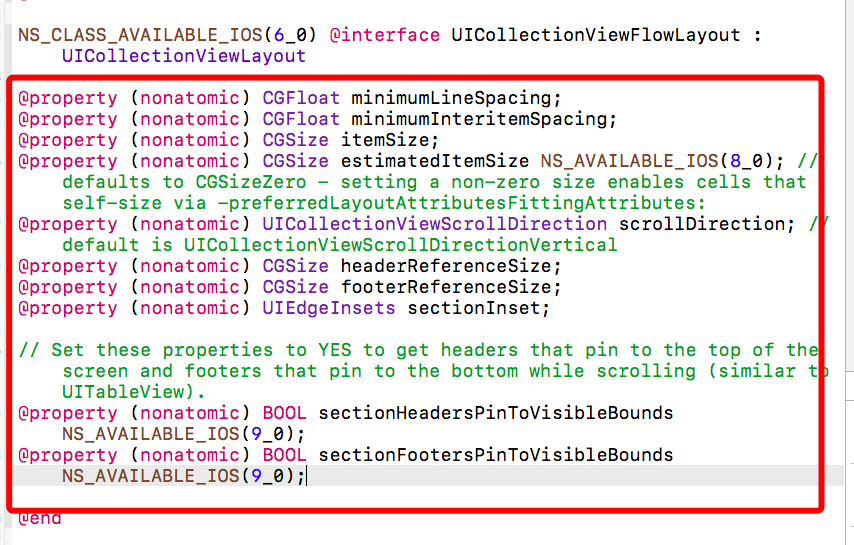 NS_CLASS_AVAILABLE_IOS(6_0) @interface UICollectionViewFlowLayout :
UICollectionViewLayout
@property (nonatomic) CGFloat minimumLineSpacing;
@property (nonatomic) CGFloat minimumInteritemSpacing;
@property (nonatomic) CGSize itemSize;
@property (nonatomic) CGSize estimatedItemSize NS_AVAILABLE_IOS(8_0); //
defaults to CGSizeZero - setting a non-zero size enables cells that
self-size via -preferredLayoutAttributesFittingAttributes:
@property (nonatomic) UICollectionViewScrollDirection scrollDirection; //
default is UICollectionViewScrollDirectionVertical
@property (nonatomic) CGSize headerReferenceSize;
@property (nonatomic) CGSize footerReferenceSize;
@property (nonatomic) UIEdgeInsets sectionInset;
// Set these properties to YES to get headers that pin to the top of the
screen and footers that pin to the bottom while scrolling (similar to
UITableView).
@property (nonatomic) BOOL sectionHeadersPinToVisibleBounds
NS_AVAILABLE_IOS(9_0);
@property (nonatomic) BOOL sectionFootersPinToVisibleBounds
NS_AVAILABLE_IOS(9_0);
@end